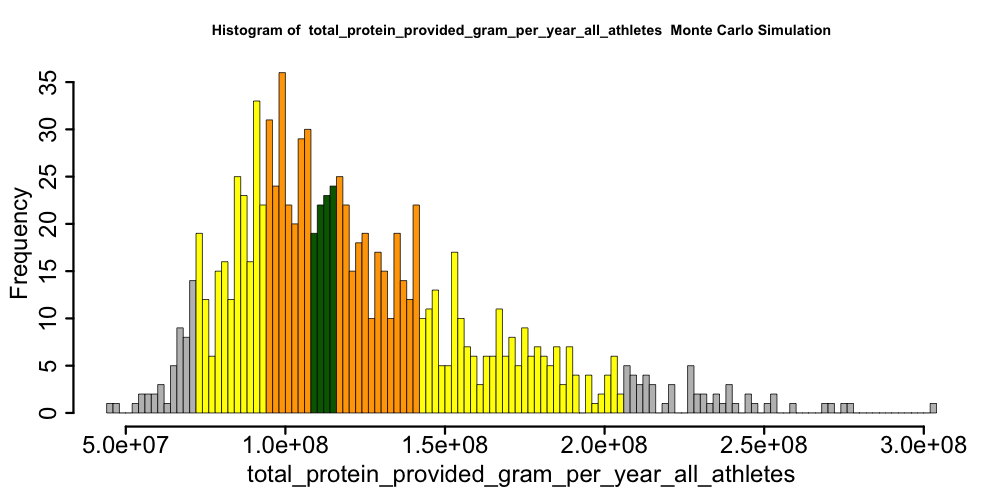 Histogram of  total_protein_provided_gram_per_year_all_athletes  Monte Carlo Simulation
Frequency
35
30
25
20
15
10
5
0
5.0e+07 1.0e+08 1.5e+08 2.0e+08 2.5e+08 3.0e+08
total_protein_provided_gram_per_year_all_athletes